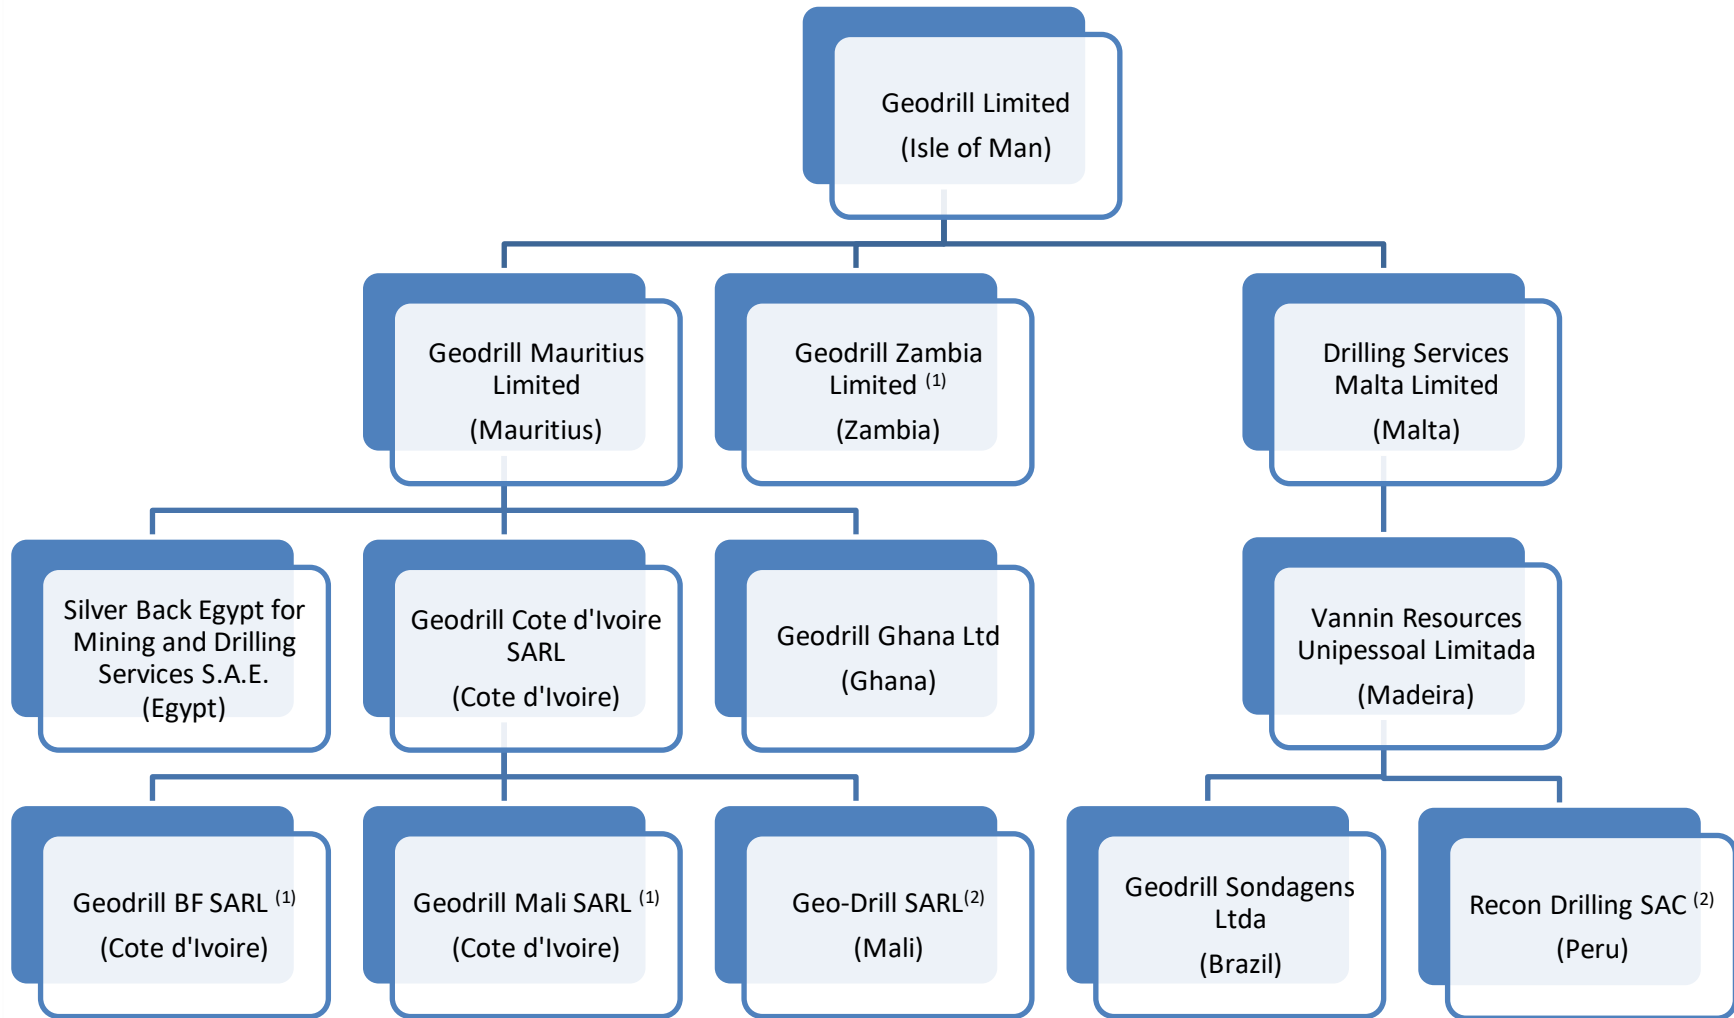 Geodrill Limited
(Isle of Man)
Geodrill Mauritius
Limited
(Mauritius)
Geodrill Zambia
Limited (1)
(Zambia)
Drilling Services
Malta Limited
(Malta)
Silver Back Egypt for
Mining and Drilling
Services S.A.E.
(Egypt)
Geodrill Cote d'Ivoire
SARL
(Cote d'Ivoire)
Geodrill Ghana Ltd
(Ghana)
Vannin Resources
Unipessoal Limitada
(Madeira)
Geodrill BF SARL (1)
(Cote d'Ivoire)
Geodrill Mali SARL (1)
(Cote d'Ivoire)
Geo-Drill SARL(2)
(Mali)
Geodrill Sondagens
Ltda
(Brazil)
Recon Drilling SAC (2)
(Peru)